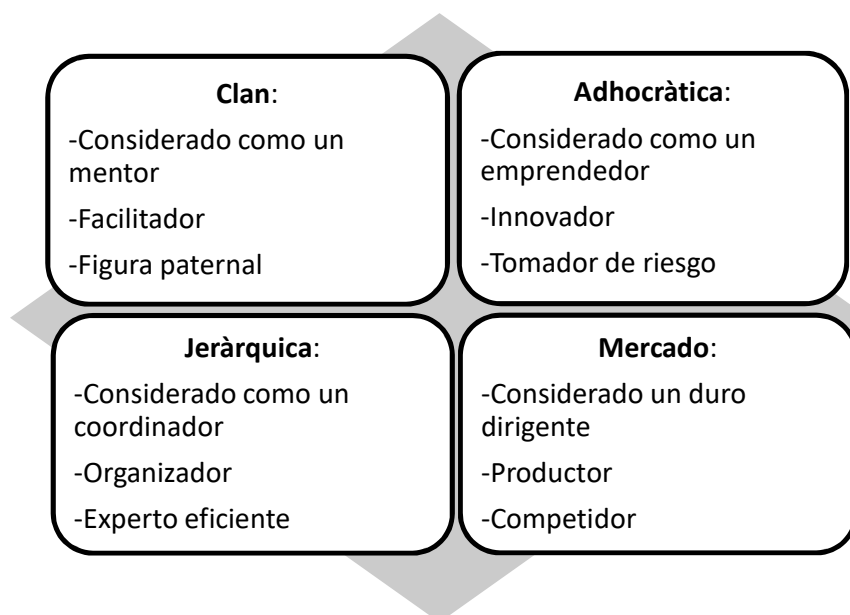 Clan:
-Considerado como un
mentor
-Facilitador
-Figura paternal
Adhocràtica:
-Considerado como un
emprendedor
-Innovador
-Tomador de riesgo
Jeràrquica:
-Considerado como un
coordinador
-Organizador
-Experto eficiente
Mercado:
-Considerado un duro
dirigente
-Productor
-Competidor